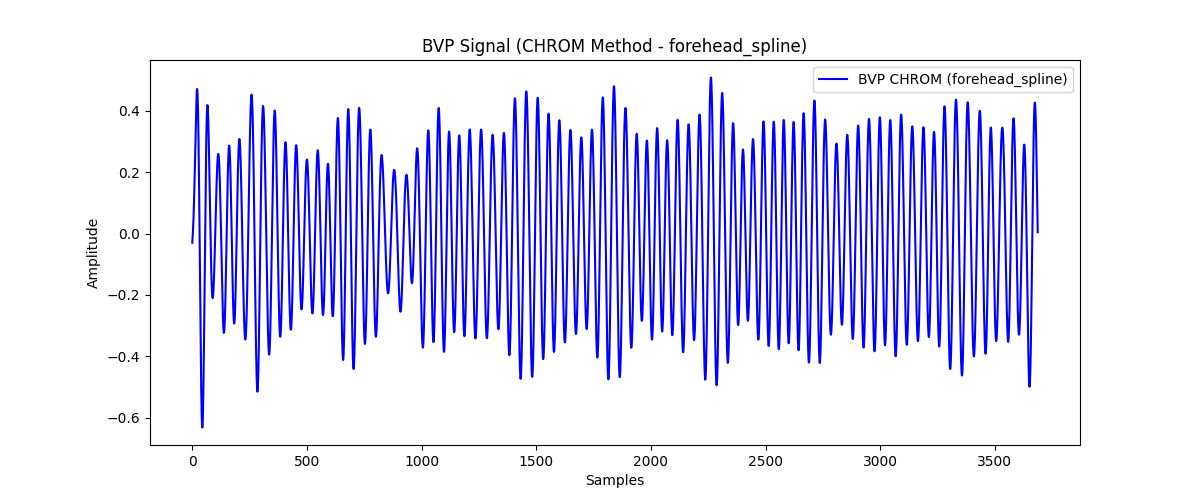 BVP Signal (CHROM Method - forehead_spline)
BVP CHROM (forehead_spline)
0.4
0.2
0.0
−0.2
−0.4
−0.6
Amplitude
0 500 1000 1500 2000 2500 3000 3500
Samples